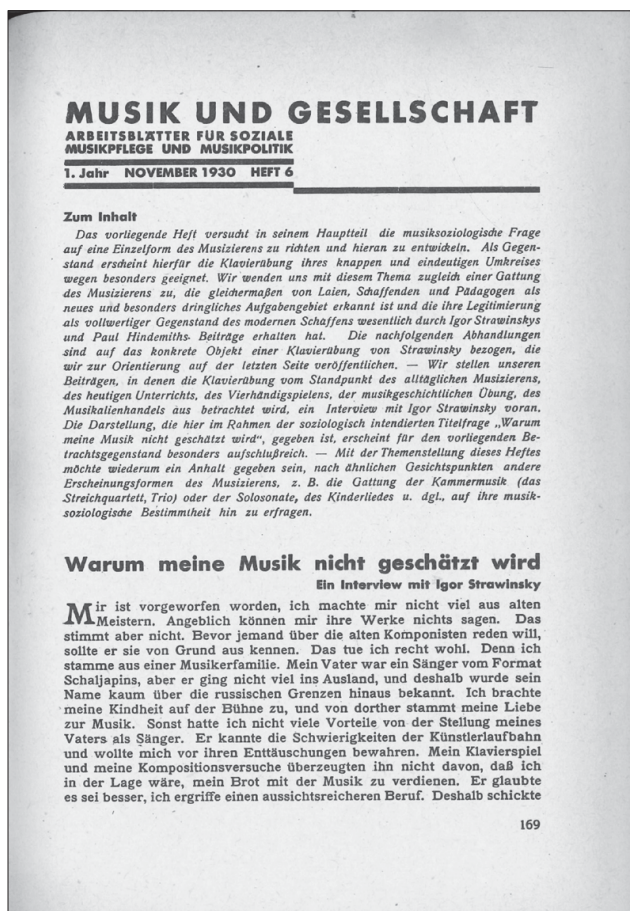 MUSIK UND GESELLSCHAFT
ARBEITSBLÄTTER FÜR SOZIALE
MUSIKPFLEGE UND MUSIKPOLITIK
1. Jahr NOVEMBER 1930 HEFT 6
Zum Inhalt
Das vorliegende Heft versucht in seinem Hauptteil die musiksoziologische Frage
auf eine Einzelform des Musizierens zu richten und hieran zu entwickeln. Als Gegen-
stand erscheint hierfür die Klavierübung ihres knappen und eindeutigen Umkreises
wegen besonders geeignet. Wir wenden uns mit diesem Thema zugleich einer Gattung
des Musizierens zu, die gleichermaßen von Laien, Schaffenden und Pädagogen als
neues und besonders dringliches Aufgabengebiet erkannt ist und die ihre Legitimierung
als vollwertiger Gegenstand des modernen Schaffens wesentlich durch Igor Strawinskys
und Paul Hindemiths Beiträge erhalten hat. Die nachfolgenden Abhandlungen
sind auf das konkrete Objekt einer Klavierübung von Strawinsky bezogen, die
wir zur Orientierung auf der letzten Seite veröffentlichen. — Wir stellen unseren
Beiträgen, in denen die Klavierübung vom Standpunkt des alltäglichen Musizierens,
des heutigen Unterrichts, des Vierhändigspielens, der musikgeschichtlichen Übung, des
Musikalienhandels aus betrachtet wird, ein Interview mit Igor Strawinsky voran.
Die Darstellung, die hier im Rahmen der soziologisch intendierten Titelfrage „Warum
meine Musik nicht geschätzt wird“, gegeben ist, erscheint für den vorliegenden Be-
trachtsgegenstand besonders aufschlußreich. — Mit der Themenstellung dieses Heftes
möchte wiederum ein Anhalt gegeben sein, nach ähnlichen Gesichtspunkten andere
Erscheinungsformen des Musizierens, z. B. die Gattung der Kammermusik (das
Streichquartett, Trio) oder der Solosonate, des Kinderliedes u. dgl., auf ihre musik-
soziologische Bestimmtheit hin zu erfragen.
Warum meine Musik nicht geschätzt wird
Ein Interview mit Igor Strawinsky
Mir ist vorgeworfen worden, ich machte mir nicht viel aus alten
Meistern. Angeblich können mir ihre Werke nichts sagen. Das
stimmt aber nicht. Bevor jemand über die alten Komponisten reden will,
sollte er sie von Grund aus kennen. Das tue ich recht wohl. Denn ich
stamme aus einer Musikerfamilie. Mein Vater war ein Sänger vom Format
Schaljapins, aber er ging nicht viel ins Ausland, und deshalb wurde sein
Name kaum über die russischen Grenzen hinaus bekannt. Ich brachte
meine Kindheit auf der Bühne zu, und von dorther stammt meine Liebe
zur Musik. Sonst hatte ich nicht viele Vorteile von der Stellung meines
Vaters als Sänger. Er kannte die Schwierigkeiten der Künstlerlaufbahn
und wollte mich vor ihren Enttäuschungen bewahren. Mein Klavierspiel
und meine Kompositionsversuche überzeugten ihn nicht davon, daß ich
in der Lage wäre, mein Brot mit der Musik zu verdienen. Er glaubte
es sei besser, ich ergriffe einen aussichtsreicheren Beruf. Deshalb schickte
169